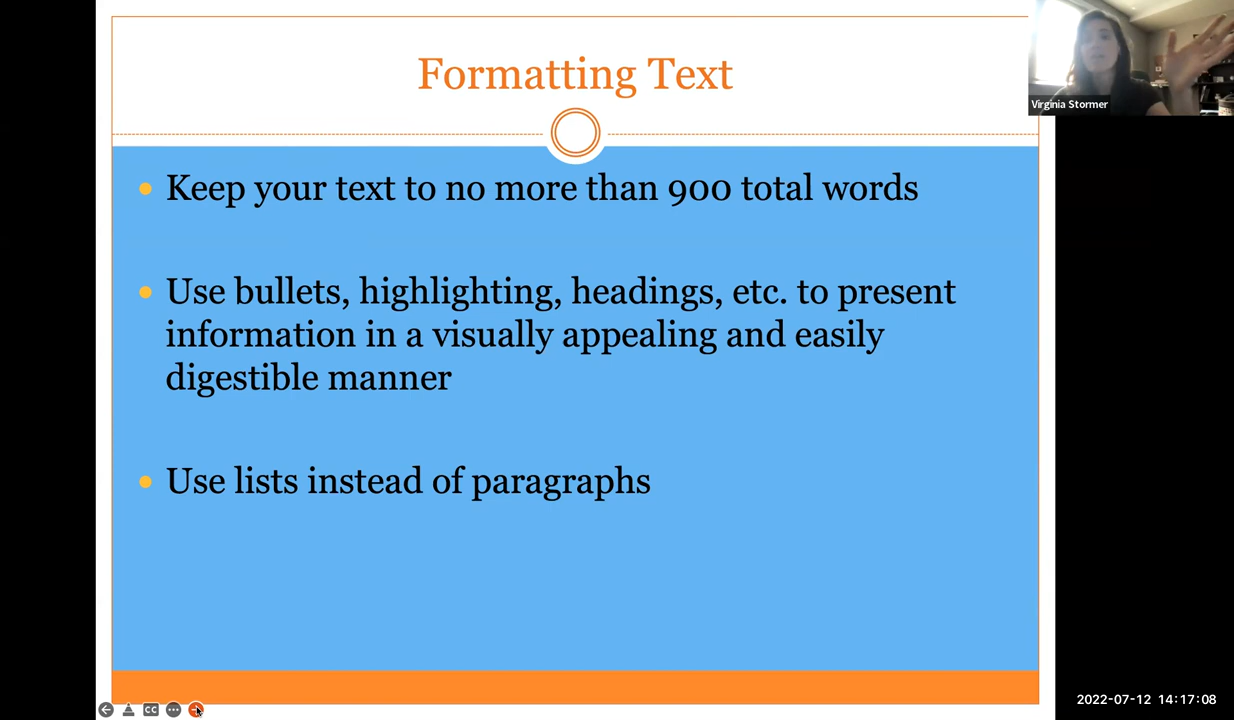 Formatting Text
Virginia Stormer
Keep your text to no more than 900 total words
Use bullets, highlighting, headings, etc. to present
information in a visually appealing and easily
digestible manner
Use lists instead of paragraphs
CC
2022-07-12 14:17:08